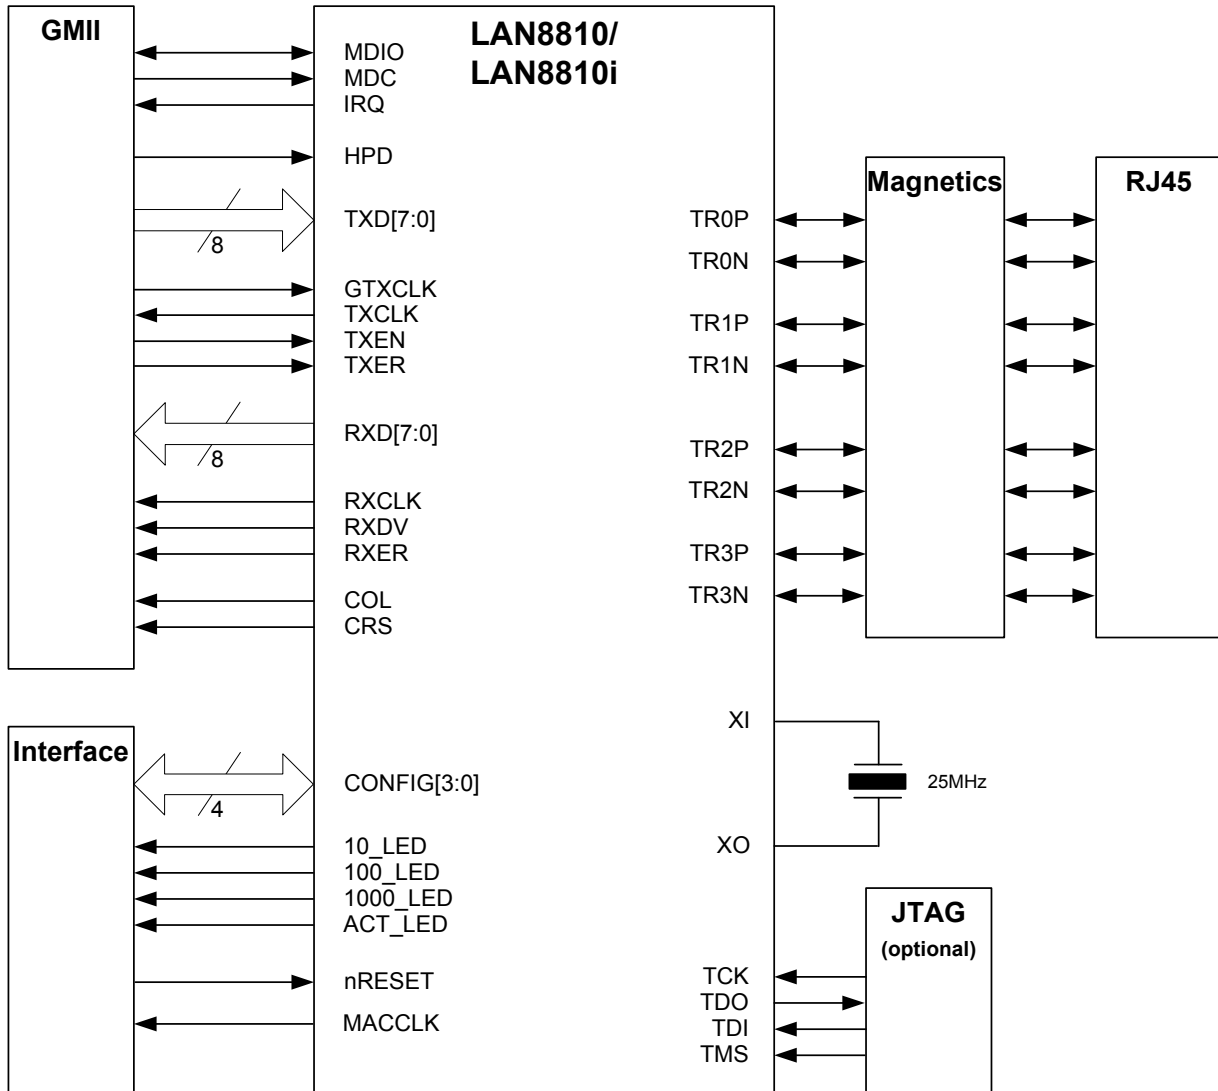 GMII
LAN8810/
LAN8810i
MDIO
MDC
IRQ
HPD
TXD[7:0]
8
GTXCLK
TXCLK
TXEN
TXER
RXD[7:0]
8
RXCLK
RXDV
RXER
COL
CRS
Magnetics
RJ45
TR0P
TR0N
TR1P
TR1N
TR2P
TR2N
TR3P
TR3N
Interface
CONFIG[3:0]
4
10_LED
100_LED
1000_LED
ACT_LED
nRESET
MACCLK
XI
25MHz
XO
JTAG
(optional)
TCK
TDO
TDI
TMS